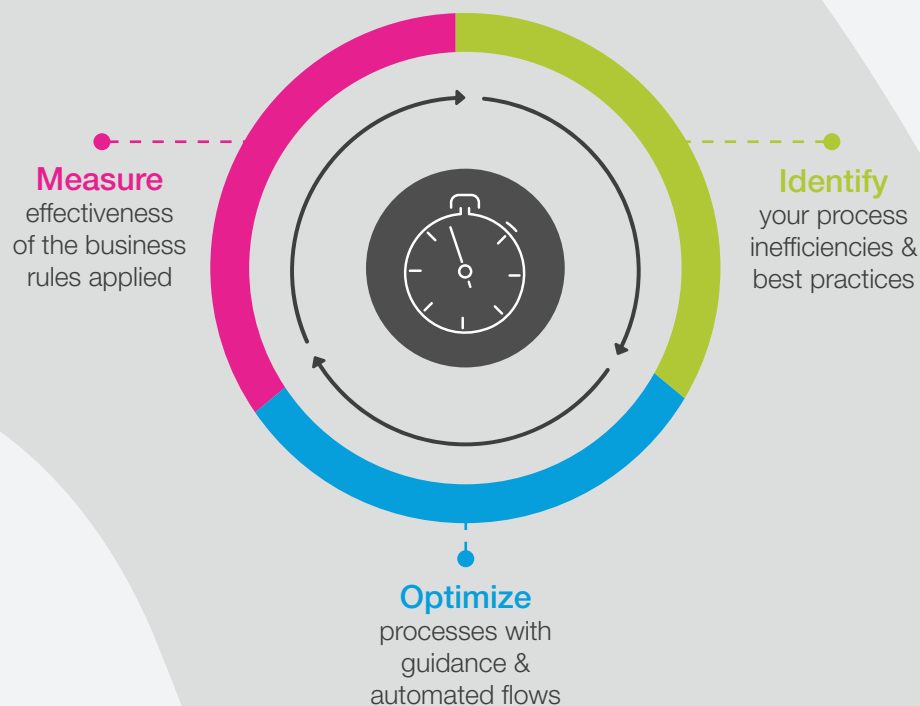 Measure
effectiveness
of the business
rules applied
Identify
your process
inefficiencies &
best practices
Optimize
processes with
guidance &
automated flows